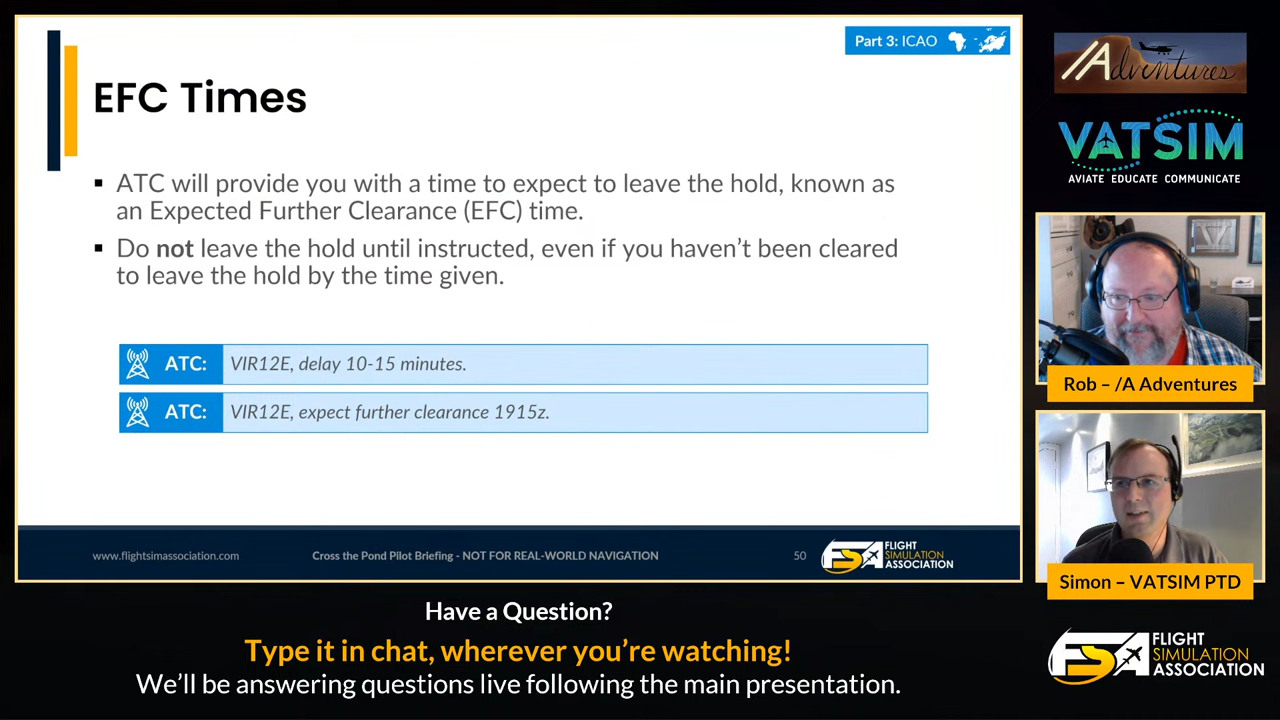 Part 3: ICAO
EFC Times
▪ ATC will provide you with a time to expect to leave the hold, known as
an Expected Further Clearance (EFC) time.
▪ Do not leave the hold until instructed, even if you haven’t been cleared
to leave the hold by the time given.
ATC: VIR12E, delay 10-15 minutes.
ATC: VIR12E, expect further clearance 1915z.
www.flightsimassociation.com Cross the Pond Pilot Briefing - NOT FOR REAL-WORLD NAVIGATION 50 FSA FLIGHT
SIMULATION
ASSOCIATION
/Adventures
VATSIM
AVIATE EDUCATE COMMUNICATE
Rob – /A Adventures
Simon – VATSIM PTD
Have a Question?
Type it in chat, wherever you’re watching!
We’ll be answering questions live following the main presentation.
FSA FLIGHT
SIMULATION
ASSOCIATION